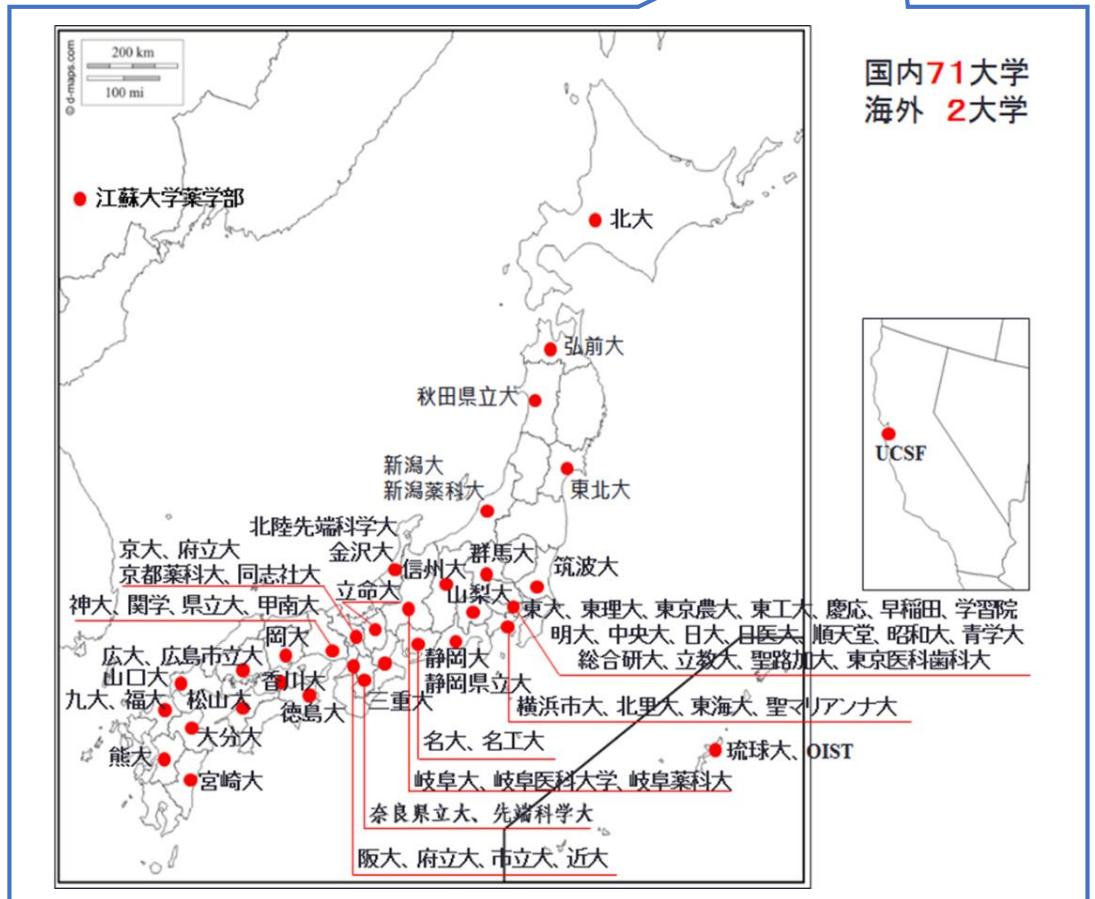 200 km
100 mi
© d-maps.com
国内71大学
海外 2大学
江蘇大学薬学部
北大
弘前大
秋田県立大
UCSF
新潟大
新潟薬科大
東北大
北陸先端科学大
金沢大
信州大
群馬大
筑波大
山梨大
京大、府立大
京都薬科大、同志社大
立命大
神大、関学、県立大、甲南大
東大、東理大、東京農大、東工大、慶応、早稲田、学習院
明大、中央大、日大、日医大、順天堂、昭和大、青学大
総合研大、立教大、聖路加大、東京医科歯科大
岡大
広大、広島市立大
山口大
香川大
静岡大
静岡県立大
九大、福大
松山大
徳島大
三重大
横浜市大、北里大、東海大、聖マリアンナ大
大分大
名大、名工大
琉球大、OIST
熊大
宮崎大
岐阜大、岐阜医科大学、岐阜薬科大
奈良県立大、先端科学大
阪大、府立大、市立大、近大